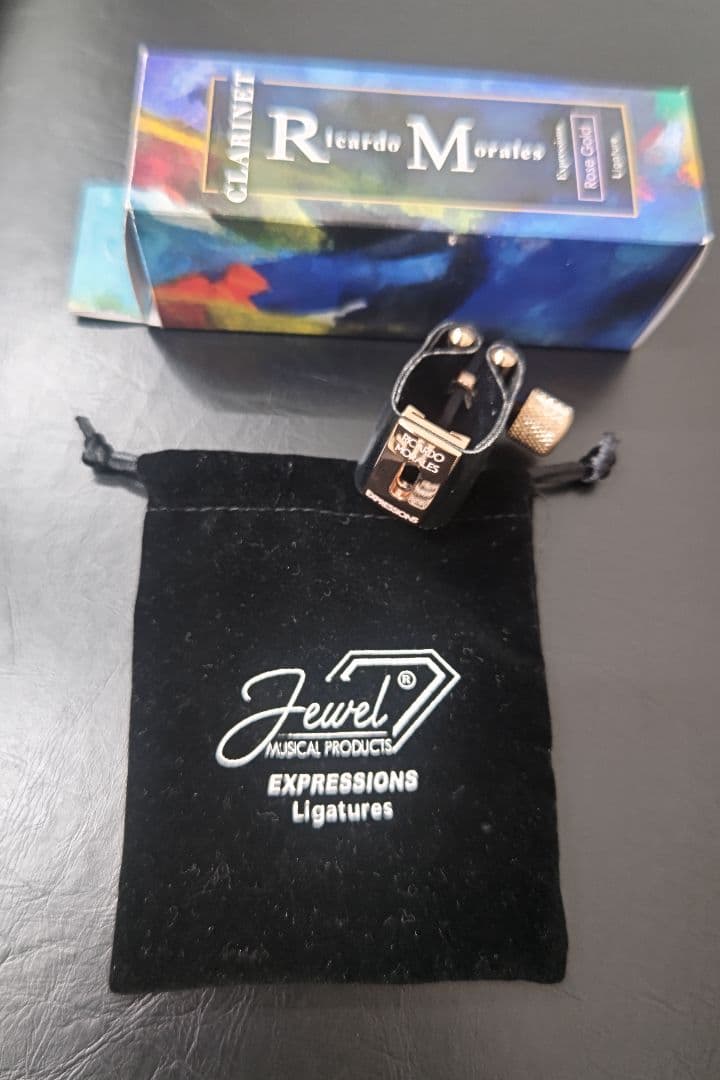 CLARINET
Ricardo Morales
Expressions
Rose Gold
Ligature
RICARDO
MORALES
EXPRESSIONS
Jewel ®
MUSICAL PRODUCTS
EXPRESSIONS
Ligatures